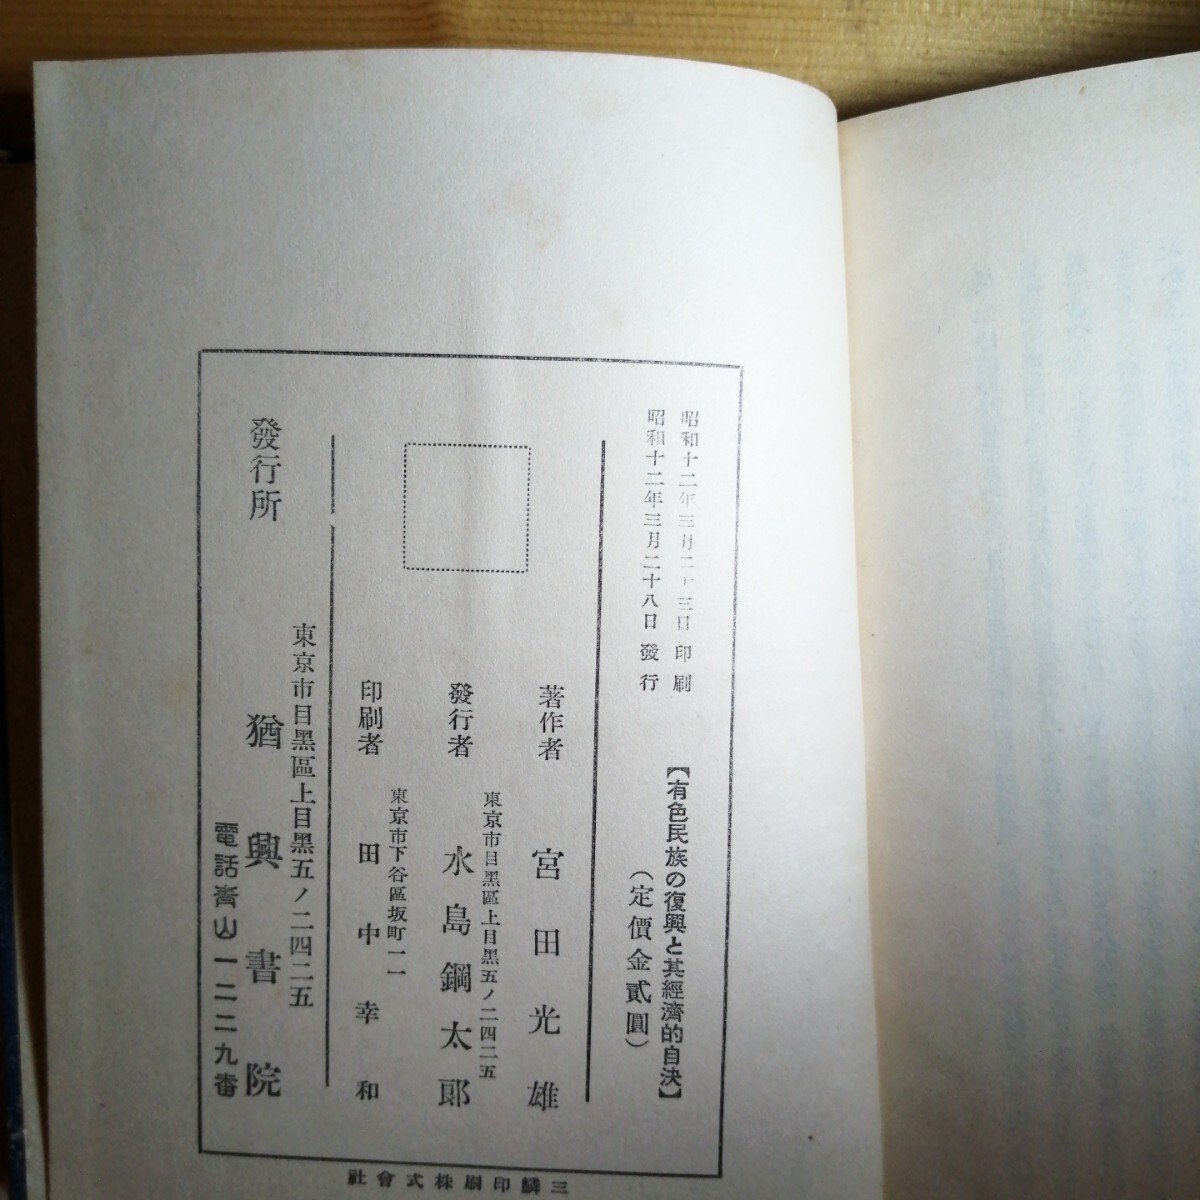 昭和十二年三月二十三日印刷
昭和十二年三月二十八日發行
【有色民族の復興と其經濟的自決】
(定價金貳圓)
著作者 宮田光雄
東京市目黑區上目黑五ノ二四二五
發行者 水島鋼太郎
東京市下谷區坂町一一
印刷者 田中幸和
東京市目黑區上目黑五ノ二四二五
發行所 猶興書院
電話靑山一二二九番
三鱗印刷株式會社